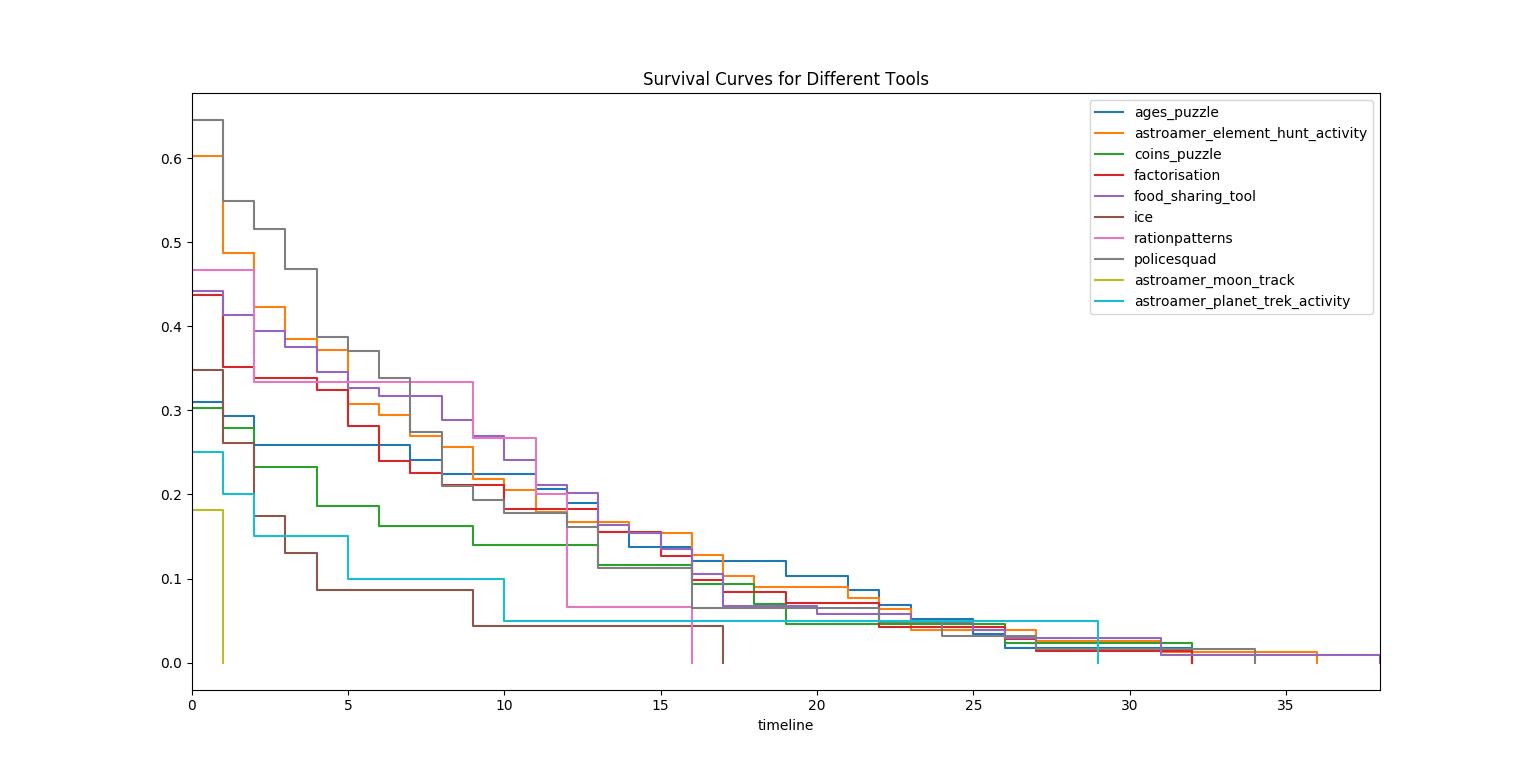 Survival Curves for Different Tools
ages_puzzle
astroamer_element_hunt_activity
coins_puzzle
factorisation
food_sharing_tool
ice
rationpatterns
policesquad
astroamer_moon_track
astroamer_planet_trek_activity
0.6
0.5
0.4
0.3
0.2
0.1
0.0
0 5 10 15 20 25 30 35
timeline